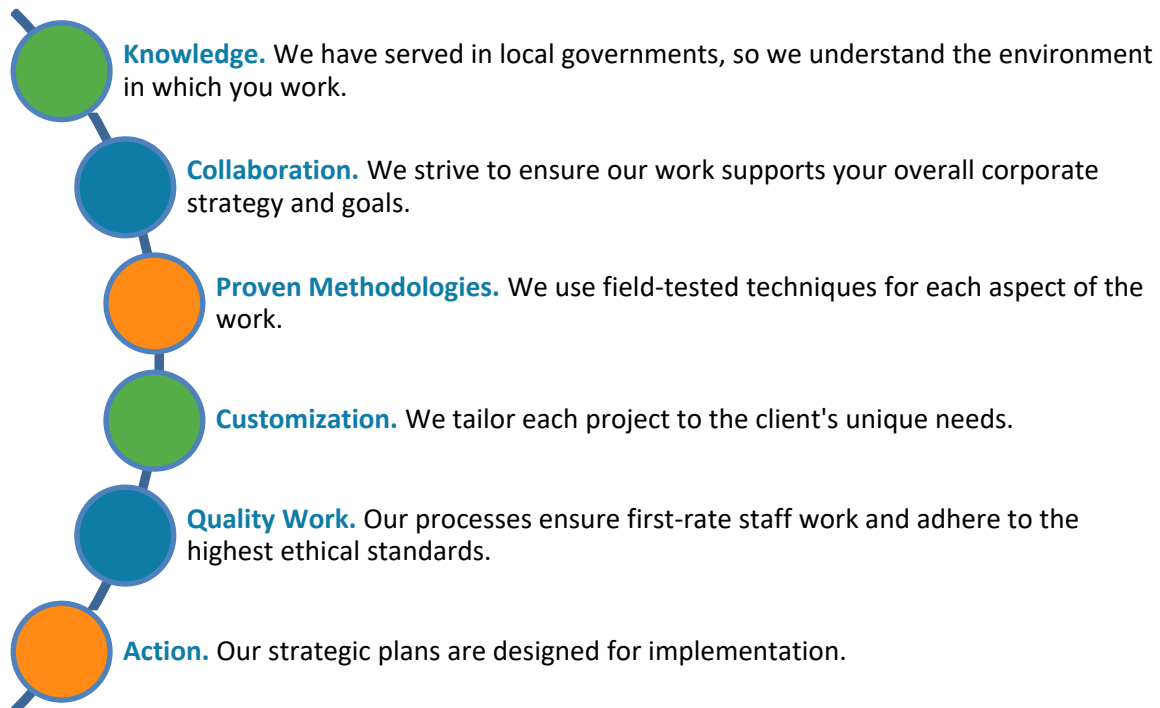 Knowledge. We have served in local governments, so we understand the environment
in which you work.
Collaboration. We strive to ensure our work supports your overall corporate
strategy and goals.
Proven Methodologies. We use field-tested techniques for each aspect of the
work.
Customization. We tailor each project to the client's unique needs.
Quality Work. Our processes ensure first-rate staff work and adhere to the
highest ethical standards.
Action. Our strategic plans are designed for implementation.